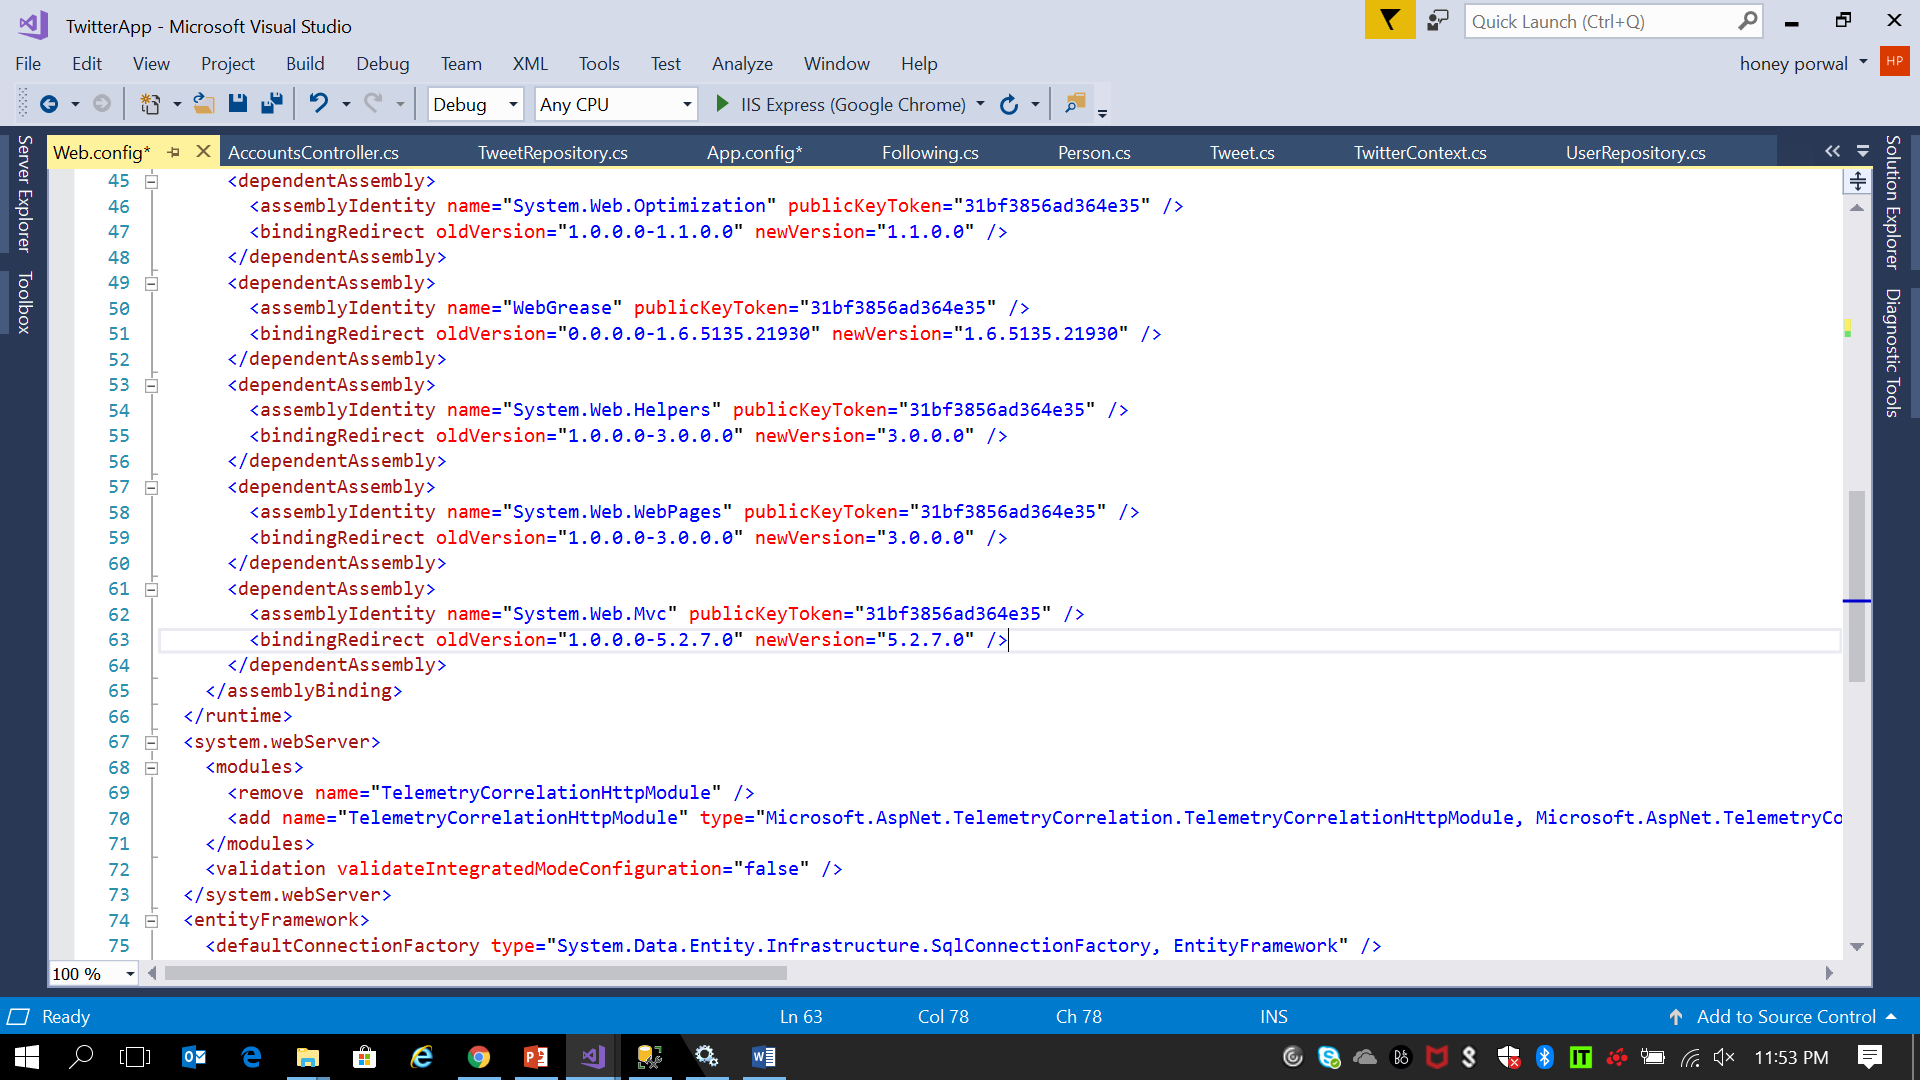 TwitterApp - Microsoft Visual Studio
Quick Launch (Ctrl+Q)
File Edit View Project Build Debug Team XML Tools Test Analyze Window Help
honey porwal HP
Debug Any CPU IIS Express (Google Chrome)
Web.config* AccountsController.cs TweetRepository.cs App.config* Following.cs Person.cs Tweet.cs TwitterContext.cs UserRepository.cs
Server Explorer
Toolbox
Solution Explorer
Diagnostic Tools
45 <dependentAssembly>
46 <assemblyIdentity name="System.Web.Optimization" publicKeyToken="31bf3856ad364e35" />
47 <bindingRedirect oldVersion="1.0.0.0-1.1.0.0" newVersion="1.1.0.0" />
48 </dependentAssembly>
49 <dependentAssembly>
50 <assemblyIdentity name="WebGrease" publicKeyToken="31bf3856ad364e35" />
51 <bindingRedirect oldVersion="0.0.0.0-1.6.5135.21930" newVersion="1.6.5135.21930" />
52 </dependentAssembly>
53 <dependentAssembly>
54 <assemblyIdentity name="System.Web.Helpers" publicKeyToken="31bf3856ad364e35" />
55 <bindingRedirect oldVersion="1.0.0.0-3.0.0.0" newVersion="3.0.0.0" />
56 </dependentAssembly>
57 <dependentAssembly>
58 <assemblyIdentity name="System.Web.WebPages" publicKeyToken="31bf3856ad364e35" />
59 <bindingRedirect oldVersion="1.0.0.0-3.0.0.0" newVersion="3.0.0.0" />
60 </dependentAssembly>
61 <dependentAssembly>
62 <assemblyIdentity name="System.Web.Mvc" publicKeyToken="31bf3856ad364e35" />
63 <bindingRedirect oldVersion="1.0.0.0-5.2.7.0" newVersion="5.2.7.0" />
64 </dependentAssembly>
65 </assemblyBinding>
66 </runtime>
67 <system.webServer>
68 <modules>
69 <remove name="TelemetryCorrelationHttpModule" />
70 <add name="TelemetryCorrelationHttpModule" type="Microsoft.AspNet.TelemetryCorrelation.TelemetryCorrelationHttpModule, Microsoft.AspNet.TelemetryCo
71 </modules>
72 <validation validateIntegratedModeConfiguration="false" />
73 </system.webServer>
74 <entityFramework>
75 <defaultConnectionFactory type="System.Data.Entity.Infrastructure.SqlConnectionFactory, EntityFramework" />
100 %
Ready Ln 63 Col 78 Ch 78 INS Add to Source Control
11:53 PM